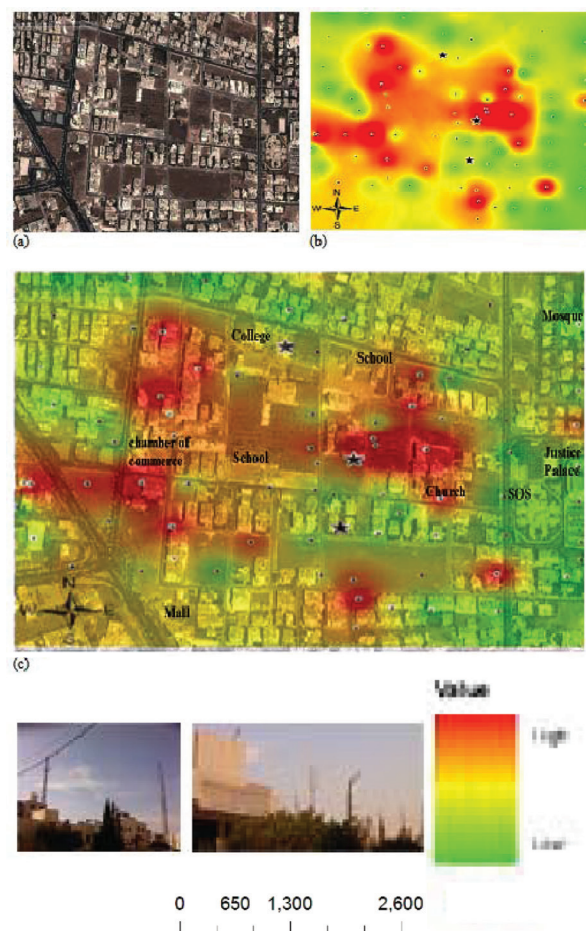 N
W E
S
(a)
(b)
College
School
Mosque
chamber of
commerce
School
Justice
Palace
Church
SOS
N
W E
S
Mall
(c)
Value
High
Low
0 650 1,300 2,600